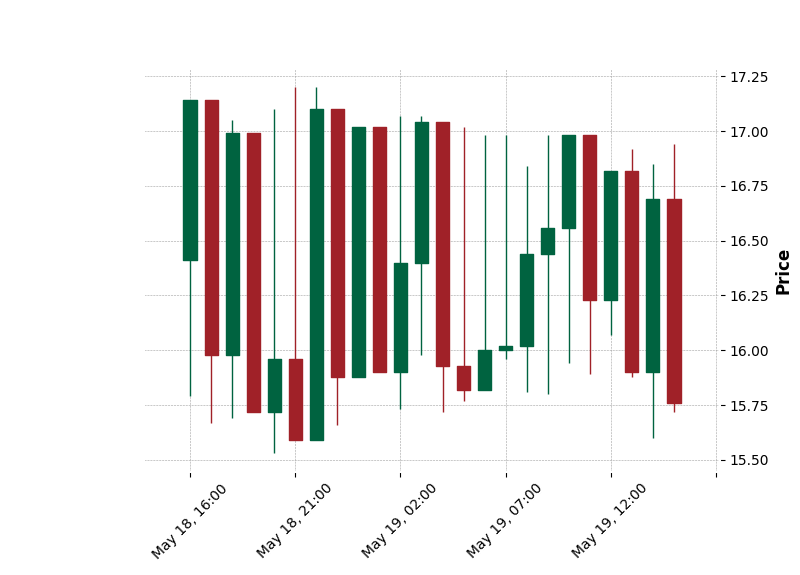 17.25
17.00
16.75
16.50
16.25
16.00
15.75
15.50
Price
May 18, 16:00
May 18, 21:00
May 19, 02:00
May 19, 07:00
May 19, 12:00